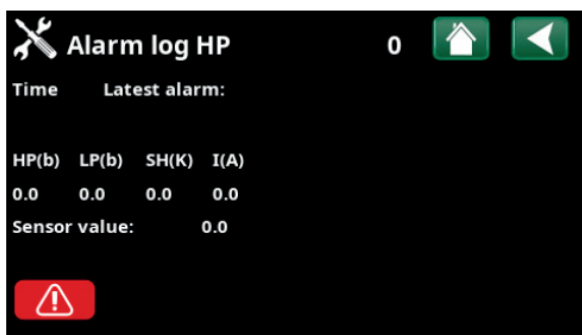 Alarm log HP 0
Time Latest alarm:
HP(b) LP(b) SH(K) I(A)
0.0 0.0 0.0 0.0
Sensor value: 0.0